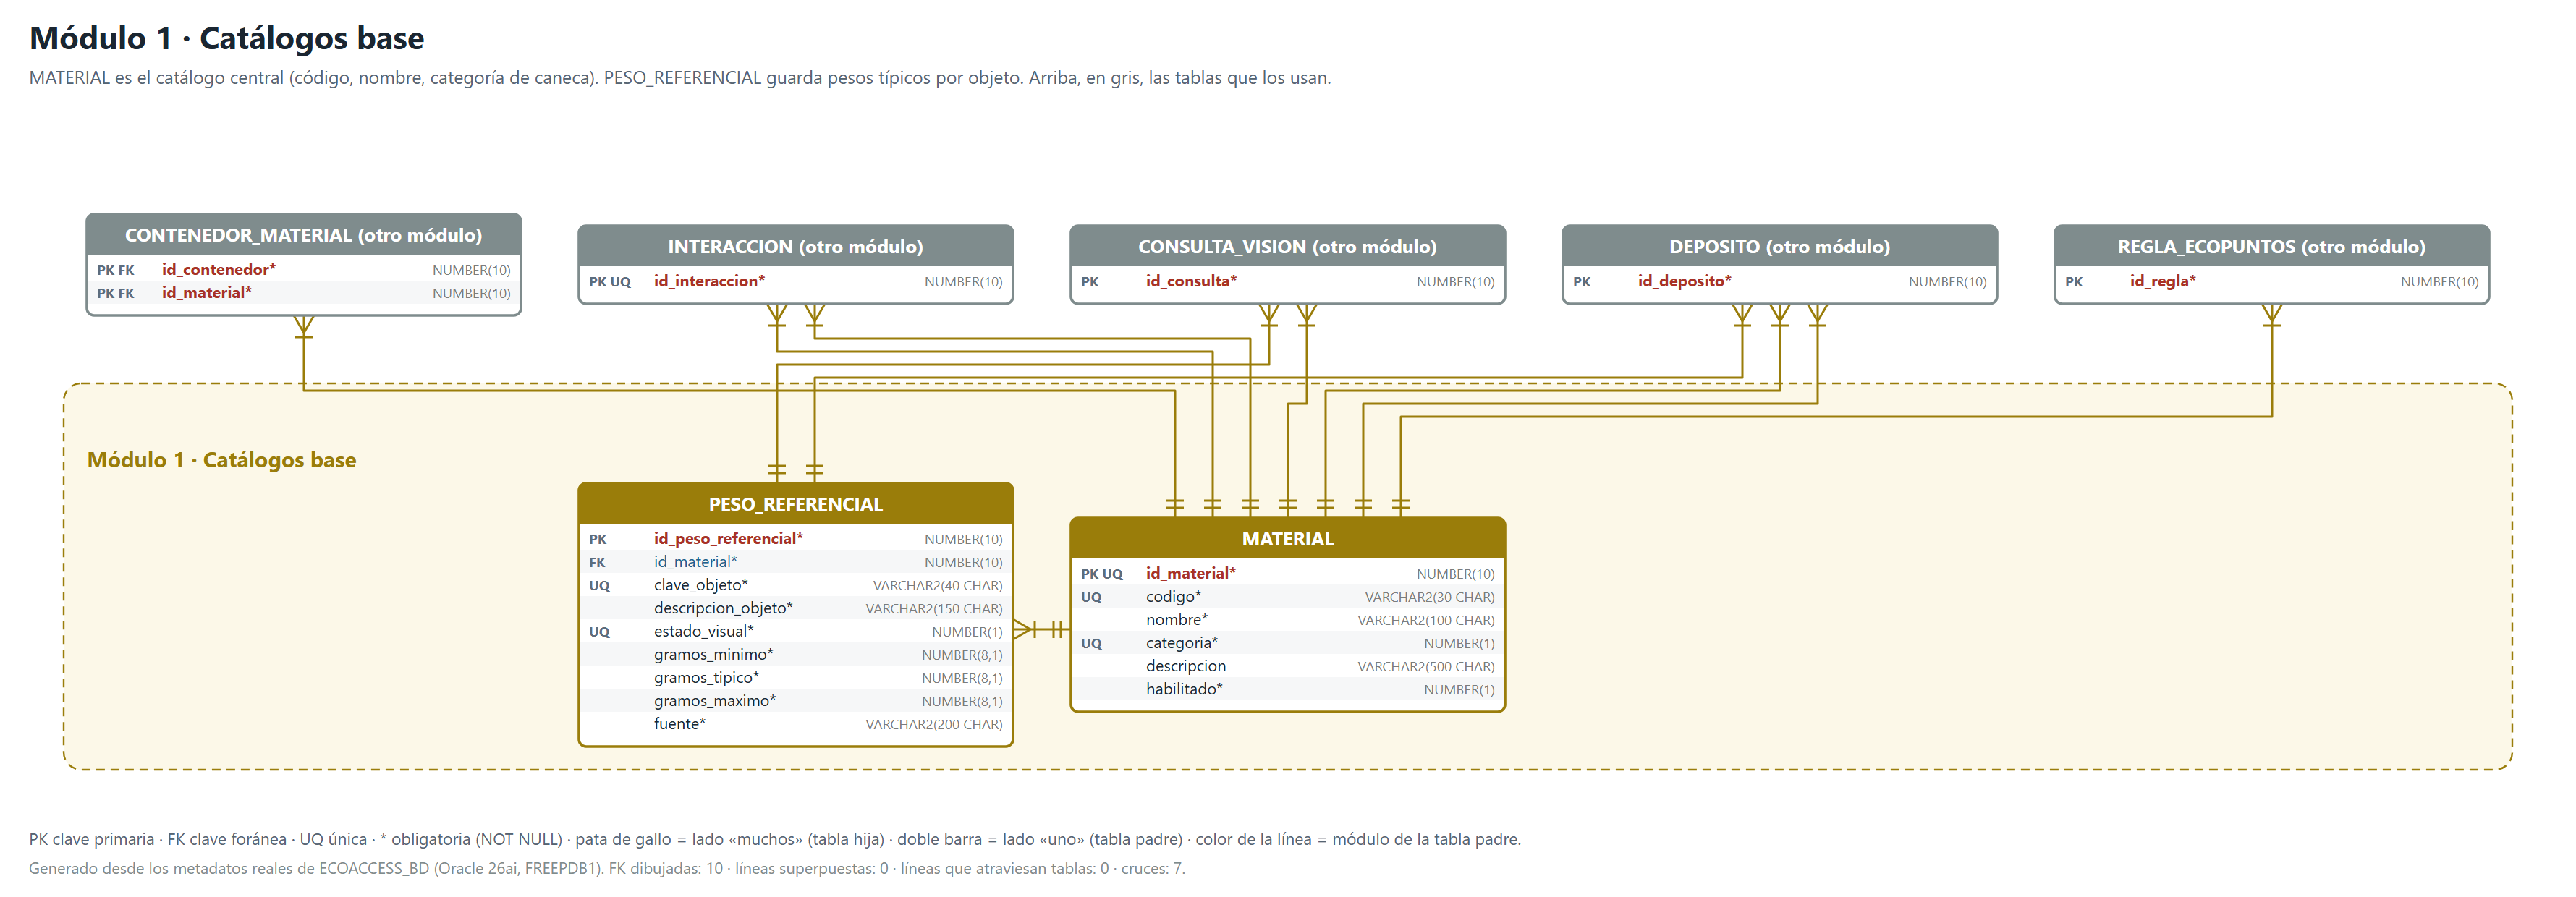 Módulo 1 · Catálogos base
MATERIAL es el catálogo central (código, nombre, categoría de caneca). PESO_REFERENCIAL guarda pesos típicos por objeto. Arriba, en gris, las tablas que los usan.
CONTENEDOR_MATERIAL (otro módulo)
PK FK id_contenedor* NUMBER(10)
PK FK id_material* NUMBER(10)
INTERACCION (otro módulo)
PK UQ id_interaccion* NUMBER(10)
CONSULTA_VISION (otro módulo)
PK id_consulta* NUMBER(10)
DEPOSITO (otro módulo)
PK id_deposito* NUMBER(10)
REGLA_ECOPUNTOS (otro módulo)
PK id_regla* NUMBER(10)
Módulo 1 · Catálogos base
PESO_REFERENCIAL
PK id_peso_referencial* NUMBER(10)
FK id_material* NUMBER(10)
UQ clave_objeto* VARCHAR2(40 CHAR)
descripcion_objeto* VARCHAR2(150 CHAR)
UQ estado_visual* NUMBER(1)
gramos_minimo* NUMBER(8,1)
gramos_tipico* NUMBER(8,1)
gramos_maximo* NUMBER(8,1)
fuente* VARCHAR2(200 CHAR)
MATERIAL
PK UQ id_material* NUMBER(10)
UQ codigo* VARCHAR2(30 CHAR)
nombre* VARCHAR2(100 CHAR)
UQ categoria* NUMBER(1)
descripcion VARCHAR2(500 CHAR)
habilitado* NUMBER(1)
PK clave primaria · FK clave foránea · UQ única · * obligatoria (NOT NULL) · pata de gallo = lado «muchos» (tabla hija) · doble barra = lado «uno» (tabla padre) · color de la línea = módulo de la tabla padre.
Generado desde los metadatos reales de ECOACCESS_BD (Oracle 26ai, FREEPDB1). FK dibujadas: 10 · líneas superpuestas: 0 · líneas que atraviesan tablas: 0 · cruces: 7.